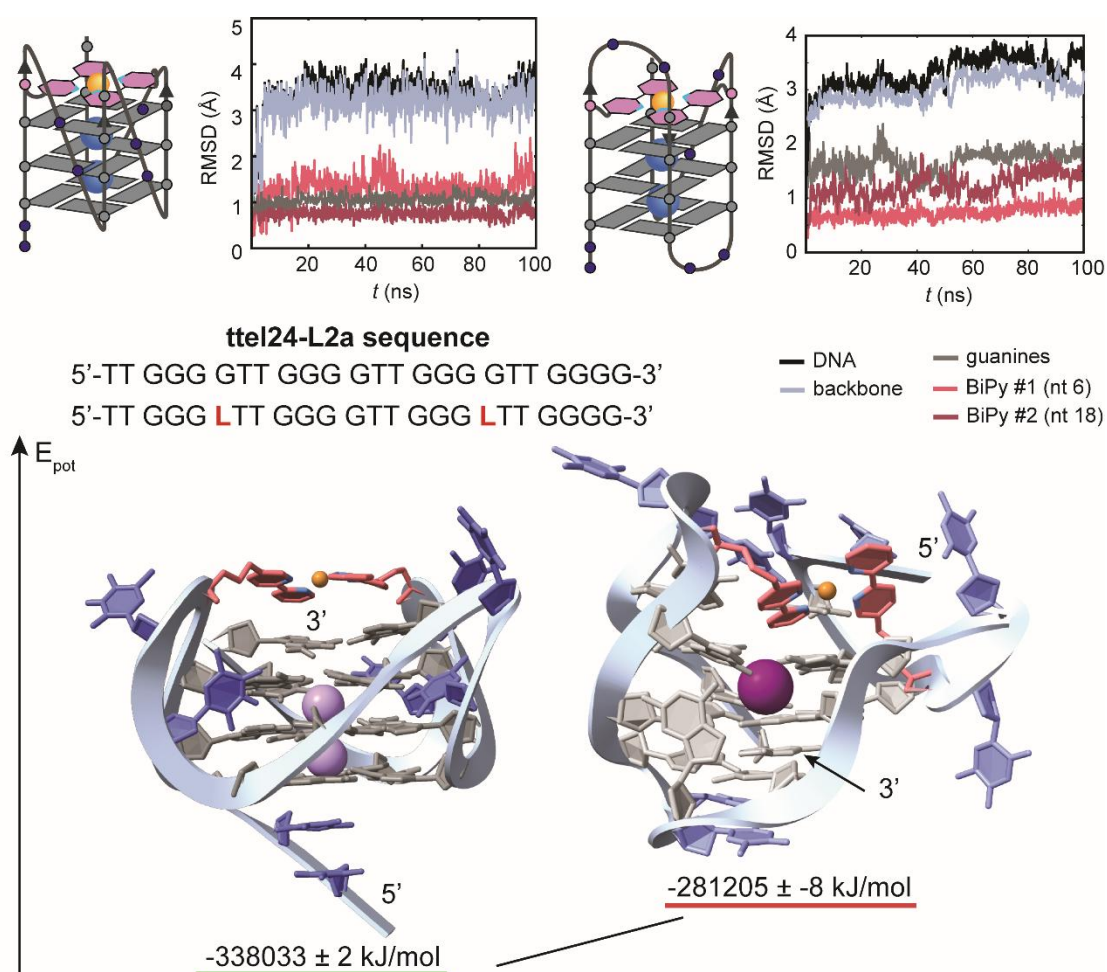 5
4
3
2
1
0
RMSD (Å)
20 40 60 80 100
t (ns)
4
3
2
1
0
RMSD (Å)
20 40 60 80 100
t (ns)
ttel24-L2a sequence
5'-TT GGG GTT GGG GTT GGG GTT GGGG-3'
5'-TT GGG LTT GGG GTT GGG LTT GGGG-3'
DNA
backbone
guanines
BiPy #1 (nt 6)
BiPy #2 (nt 18)
Epot
3'
5'
5'
3'
-281205 ± -8 kJ/mol
-338033 ± 2 kJ/mol